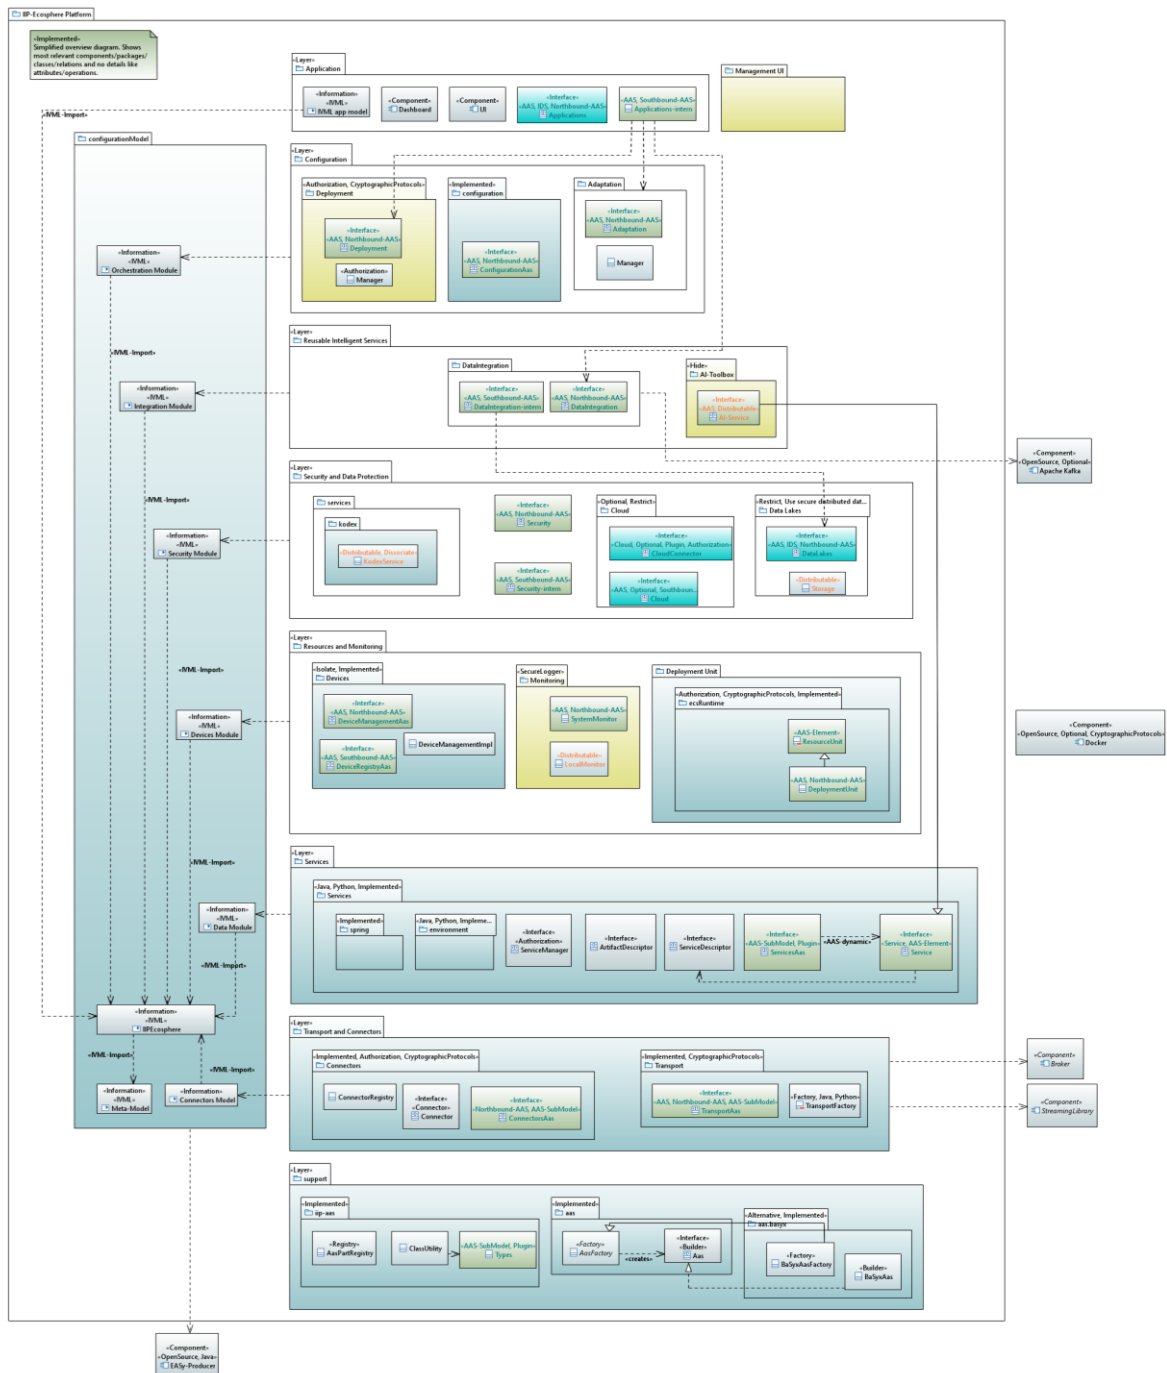 IIP-Ecosphere Platform
«Implemented»
Simplified overview diagram. Shows
most relevant components/packages/
classes/relations and no details like
attributes/operations.
«Layer»
Application
«Information»
«IVML»
IVML app model
«Component»
Dashboard
«Component»
UI
«Interface»
«AAS, IDS, Northbound-AAS»
Applications
«AAS, Southbound-AAS»
Applications-intern
Management UI
«IVML-Import»
configurationModel
«Layer»
Configuration
«Authorization, CryptographicProtocols»
Deployment
«Interface»
«AAS, Northbound-AAS»
Deployment
«Authorization»
Manager
«Implemented»
configuration
«Interface»
«AAS, Northbound-AAS»
ConfigurationAas
Adaptation
«Interface»
«AAS, Northbound-AAS»
Adaptation
Manager
«Information»
«IVML»
Orchestration Module
«IVML-Import»
«Layer»
Reusable Intelligent Services
DataIntegration
«Interface»
«AAS, Southbound-AAS»
DataIntegration-intern
«Interface»
«AAS, Northbound-AAS»
DataIntegration
«Hide»
AI-Toolbox
«Interface»
«AAS, Distributable»
AI-Service
«Information»
«IVML»
Integration Module
«Component»
«OpenSource, Optional»
Apache Kafka
«IVML-Import»
«Layer»
Security and Data Protection
services
kodex
«Distributable, Dissociate»
KodexService
«Interface»
«AAS, Northbound-AAS»
Security
«Interface»
«AAS, Southbound-AAS»
Security-intern
«Optional, Restrict»
Cloud
«Interface»
«Cloud, Optional, Plugin, Authorization»
CloudConnector
«Interface»
«AAS, Optional, Southboun...
Cloud
«Restrict, Use secure distributed dat...
Data Lakes
«Interface»
«AAS, IDS, Northbound-AAS»
DataLakes
«Distributable»
Storage
«Information»
«IVML»
Security Module
«IVML-Import»
«Layer»
Resources and Monitoring
«Isolate, Implemented»
Devices
«Interface»
«AAS, Northbound-AAS»
DeviceManagementAas
DeviceManagementImpl
«Interface»
«AAS, Southbound-AAS»
DeviceRegistryAas
«SecureLogger»
Monitoring
«AAS, Northbound-AAS»
SystemMonitor
«Distributable»
LocalMonitor
Deployment Unit
«Authorization, CryptographicProtocols, Implemented»
ecsRuntime
«AAS-Element»
ResourceUnit
«AAS, Northbound-AAS»
DeploymentUnit
«Information»
«IVML»
Devices Module
«Component»
«OpenSource, Optional, CryptographicProtocols»
Docker
«IVML-Import»
«Layer»
Services
«Java, Python, Implemented»
Services
«Implemented»
spring
«Java, Python, Impleme...
environment
«Interface»
«Authorization»
ServiceManager
«Interface»
ArtifactDescriptor
«Interface»
ServiceDescriptor
«Interface»
«AAS-SubModel, Plugin»
ServicesAas
«AAS-dynamic»
«Interface»
«Service, AAS-Element»
Service
«Information»
«IVML»
Data Module
«IVML-Import»
«Information»
«IVML»
IIPEcosphere
«IVML-Import»
«IVML-Import»
«Information»
«IVML»
Meta-Model
«Information»
«IVML»
Connectors Model
«Layer»
Transport and Connectors
«Implemented, Authorization, CryptographicProtocols»
Connectors
ConnectorRegistry
«Interface»
«Connector»
Connector
«Interface»
Northbound-AAS, AAS-SubModel»
ConnectorsAas
«Implemented, CryptographicProtocols»
Transport
«Interface»
«AAS, Northbound-AAS, AAS-SubModel»
TransportAas
«Factory, Java, Python»
TransportFactory
«Component»
Broker
«Component»
StreamingLibrary
«Layer»
support
«Implemented»
iip-aas
«Registry»
AasPartRegistry
ClassUtility
«AAS-SubModel, Plugin»
Types
«Implemented»
aas
«Factory»
AasFactory
«creates»
«Interface»
«Builder»
Aas
«Alternative, Implemented»
aas.basyx
«Factory»
BaSyxAasFactory
«Builder»
BaSyxAas
«Component»
«OpenSource, Java»
EASy-Producer